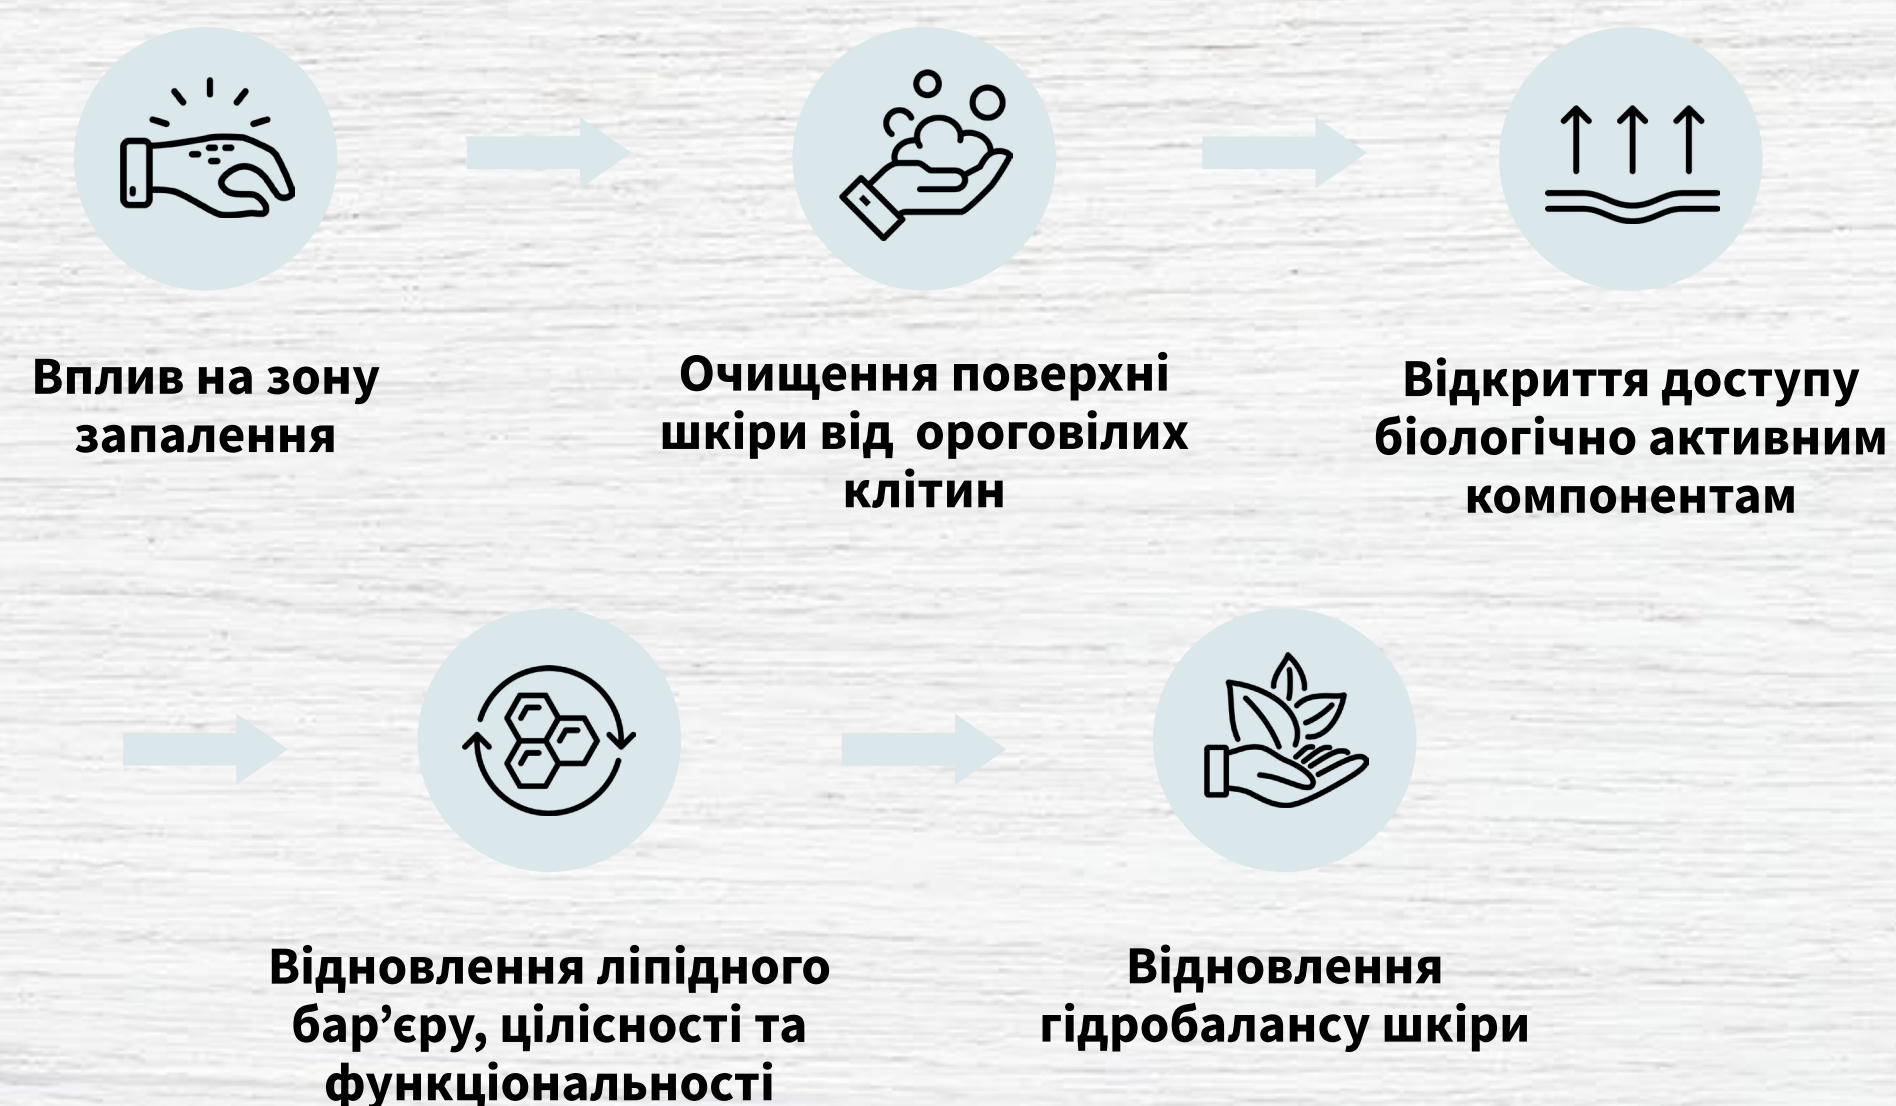 Вплив на зону
запалення
Очищення поверхні
шкіри від  ороговілих
клітин
Відкриття доступу
біологічно активним
компонентам
Відновлення ліпідного
бар’єру, цілісності та
функціональності
Відновлення
гідробалансу шкіри